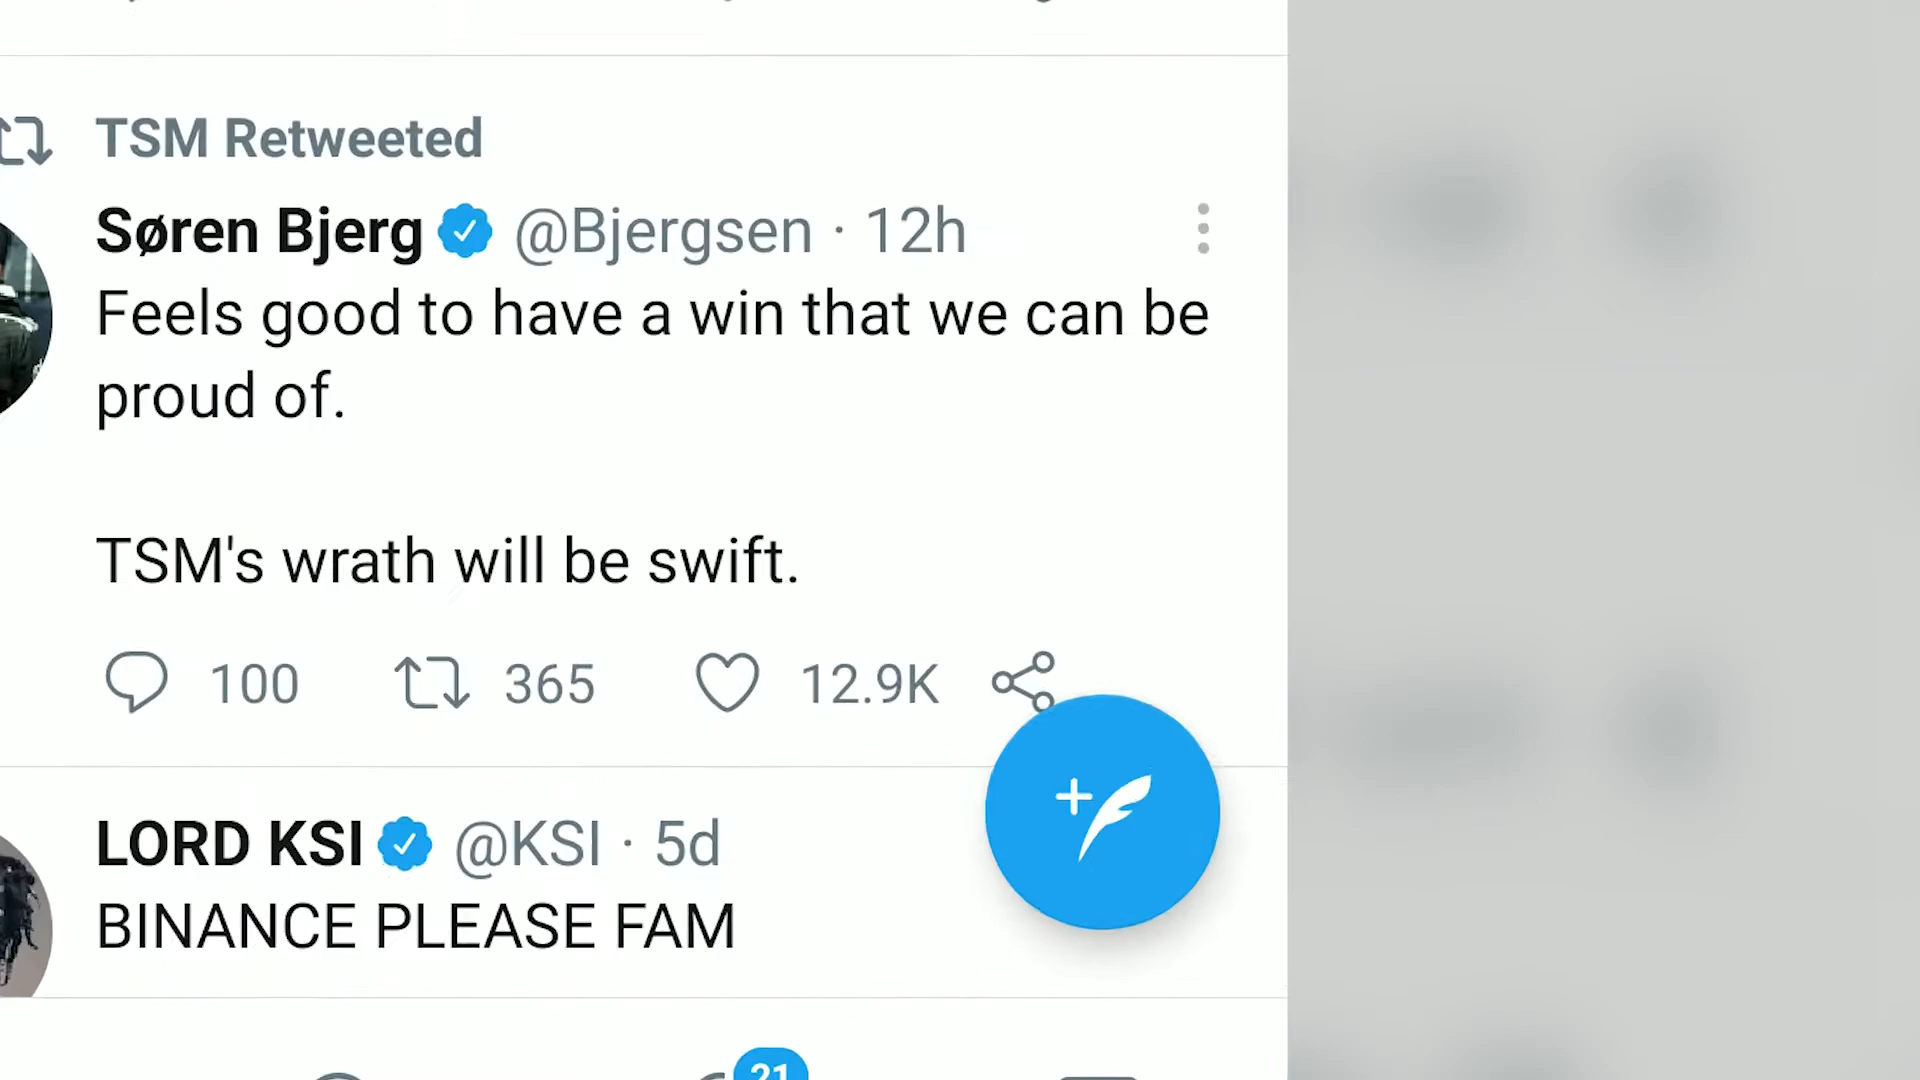 TSM Retweeted
Søren Bjerg @Bjergsen · 12h
Feels good to have a win that we can be
proud of.
TSM's wrath will be swift.
100 365 12.9K
LORD KSI @KSI · 5d
BINANCE PLEASE FAM
21